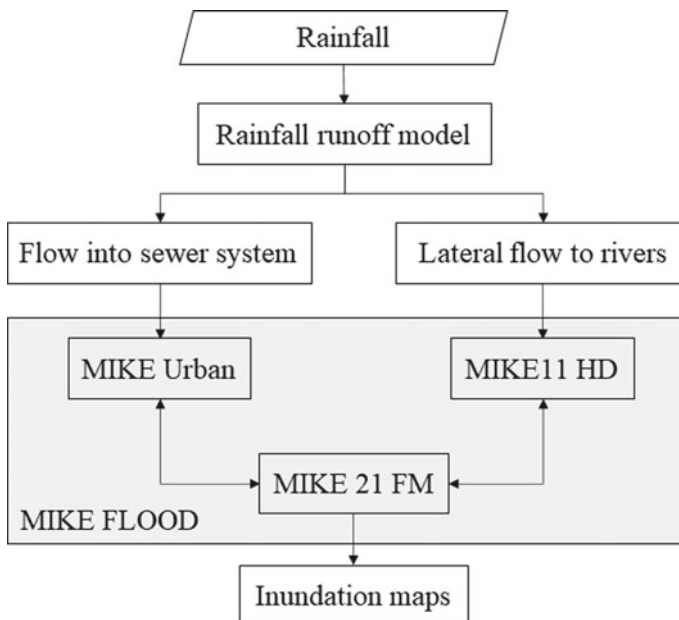 Rainfall
Rainfall runoff model
Flow into sewer system
Lateral flow to rivers
MIKE Urban
MIKE11 HD
MIKE 21 FM
MIKE FLOOD
Inundation maps